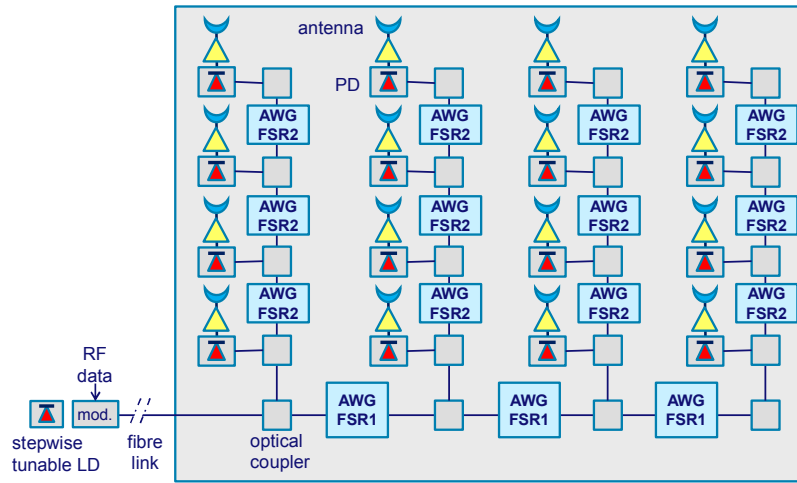 antenna
PD
AWG
FSR2
AWG
FSR2
AWG
FSR2
AWG
FSR2
AWG
FSR2
AWG
FSR2
AWG
FSR2
AWG
FSR2
AWG
FSR2
AWG
FSR2
AWG
FSR2
AWG
FSR2
RF
data
AWG
FSR1
AWG
FSR1
AWG
FSR1
mod.
stepwise
tunable LD
fibre
link
optical
coupler